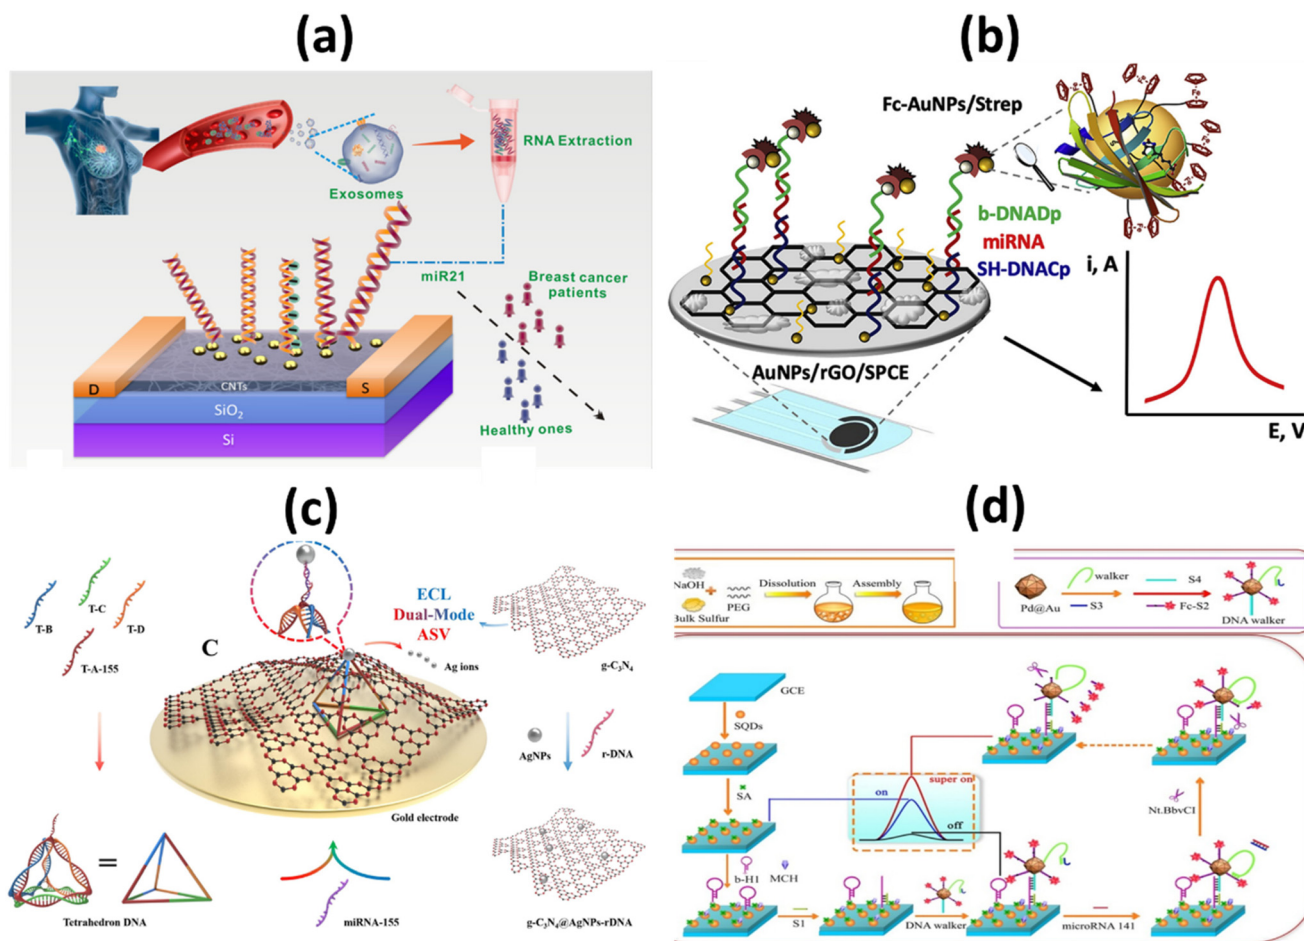 (a)
RNA Extraction
Exosomes
miR21
Breast cancer
patients
D
CNTs
S
SiO2
Si
Healthy ones
(b)
Fc-AuNPs/Strep
Fe
b-DNADp
miRNA
SH-DNACp
i, A
AuNPs/rGO/SPCE
E, V
(c)
T-B
T-C
T-D
T-A-155
C
ECL
Dual-Mode
ASV
Ag ions
g-C3N4
AgNPs
r-DNA
Gold electrode
=
Tetrahedron DNA
miRNA-155
g-C3N4@AgNPs-rDNA
(d)
NaOH
+
Bulk Sulfur
PEG
Dissolution
Assembly
Pd@Au
walker
S3
S4
Fc-S2
DNA walker
GCE
SQDs
SA
on
super on
off
b-H1
MCH
S1
DNA walker
microRNA 141
Nt.BbvCI